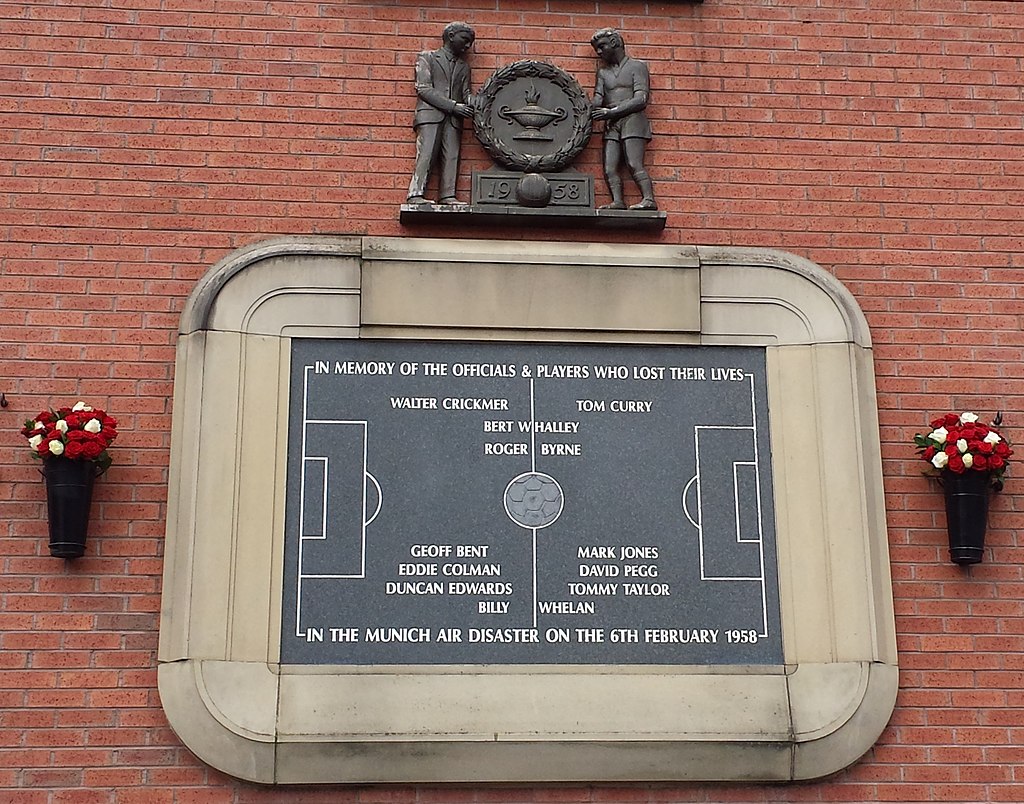 1958
IN MEMORY OF THE OFFICIALS & PLAYERS WHO LOST THEIR LIVES
WALTER CRICKMER TOM CURRY
BERT WHALLEY
ROGER BYRNE
GEOFF BENT MARK JONES
EDDIE COLMAN DAVID PEGG
DUNCAN EDWARDS TOMMY TAYLOR
BILLY WHELAN
IN THE MUNICH AIR DISASTER ON THE 6TH FEBRUARY 1958